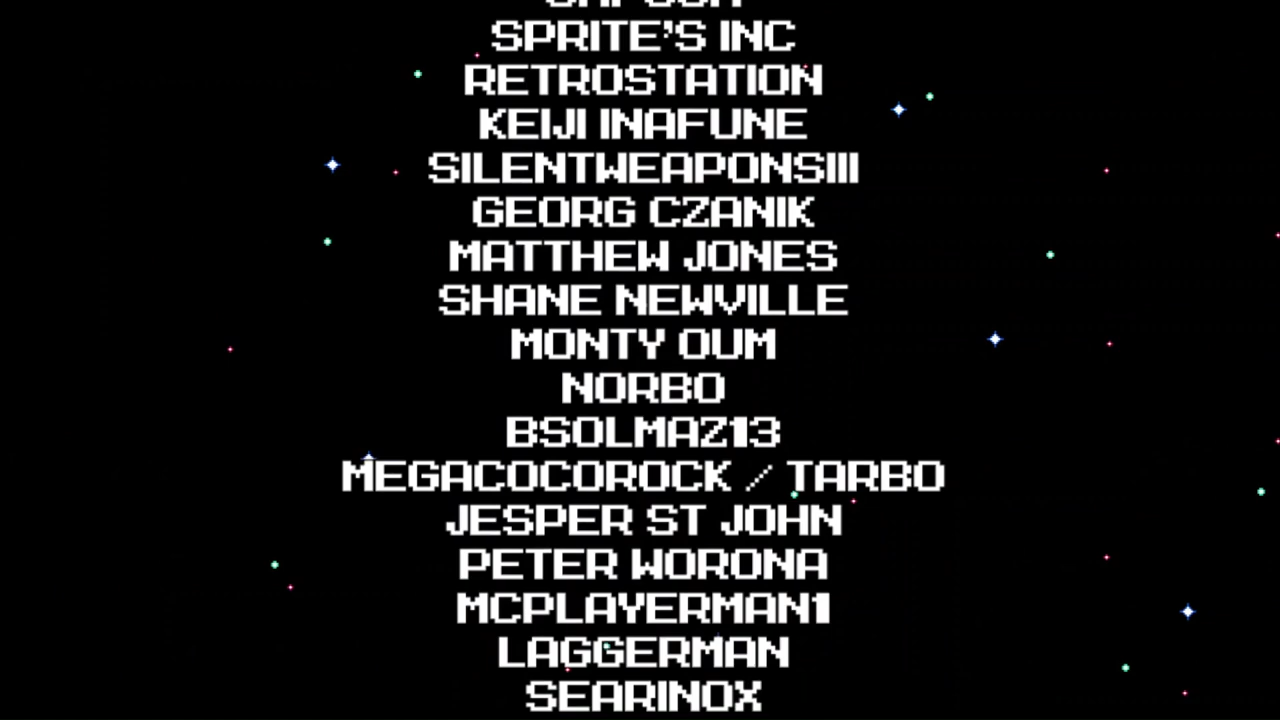 SPRITE'S INC
RETROSTATION
KEIJI INAFUNE
SILENTWEAPONSIII
GEORG CZANIK
MATTHEW JONES
SHANE NEWVILLE
MONTY OUM
NORBO
BSOLMAZ13
MEGACOCOROCK / TARBO
JESPER ST JOHN
PETER WORONA
MCPLAYERMAN1
LAGGERMAN
SEARINOX